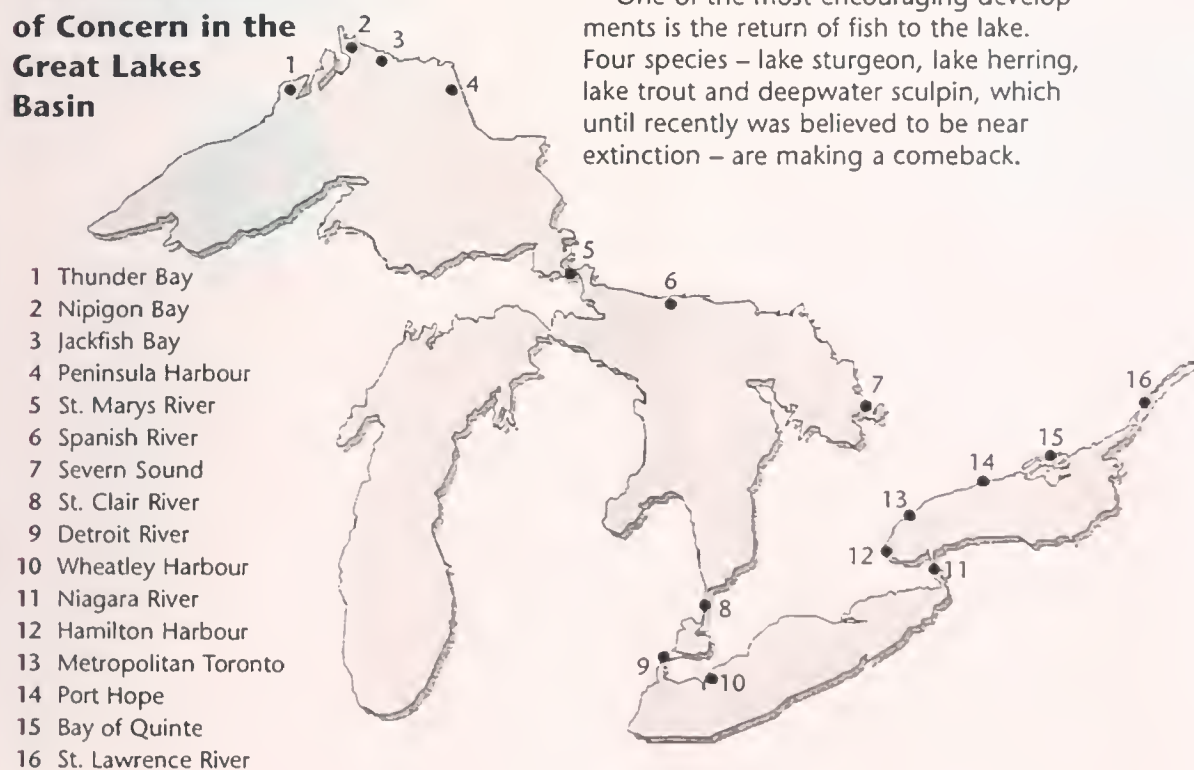 of Concern in the
Great Lakes
Basin
One of the most encouraging develop-
ments is the return of fish to the lake.
Four species – lake sturgeon, lake herring,
lake trout and deepwater sculpin, which
until recently was believed to be near
extinction – are making a comeback.
1 Thunder Bay
2 Nipigon Bay
3 Jackfish Bay
4 Peninsula Harbour
5 St. Marys River
6 Spanish River
7 Severn Sound
8 St. Clair River
9 Detroit River
10 Wheatley Harbour
11 Niagara River
12 Hamilton Harbour
13 Metropolitan Toronto
14 Port Hope
15 Bay of Quinte
16 St. Lawrence River
1
2
3
4
5
6
7
8
9
10
11
12
13
14
15
16